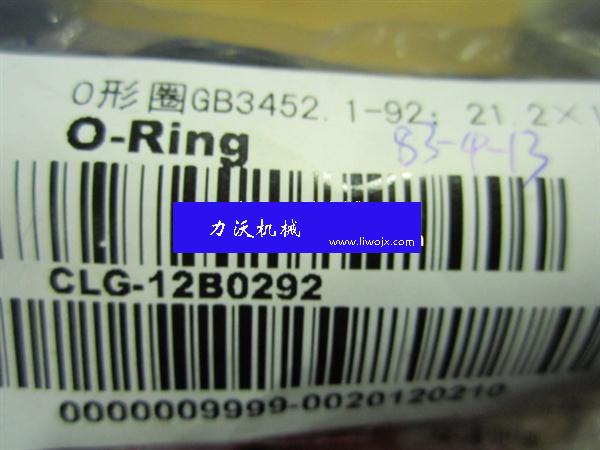 O形圈GB3452.1-92; 21.2×1
O-Ring
83-4-13
力沃机械
www.liwojx.com
CLG-12B0292
0000009999-0020120210